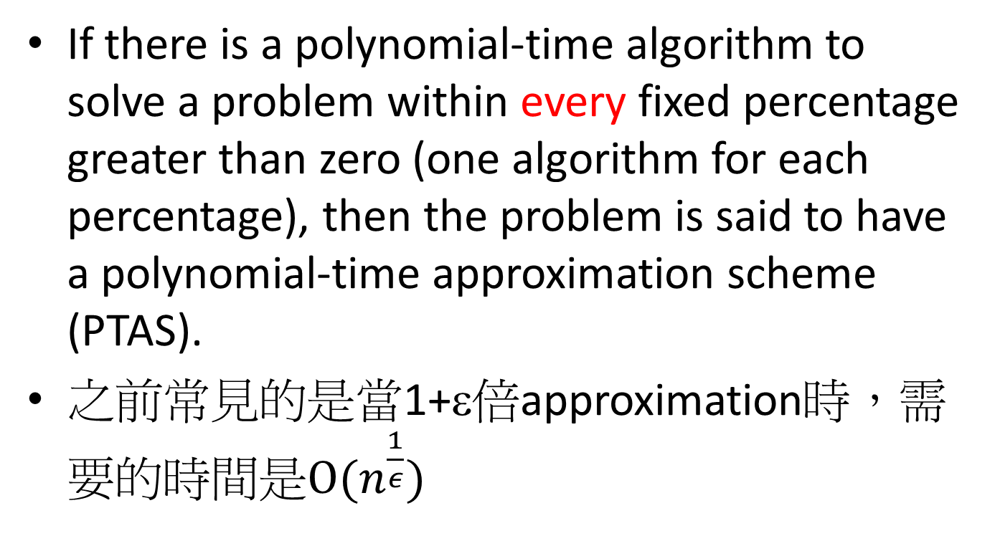 • If there is a polynomial-time algorithm to
solve a problem within every fixed percentage
greater than zero (one algorithm for each
percentage), then the problem is said to have
a polynomial-time approximation scheme
(PTAS).
• 之前常見的是當1+ε倍approximation時，需
要的時間是O(n^{\frac{1}{ϵ}})